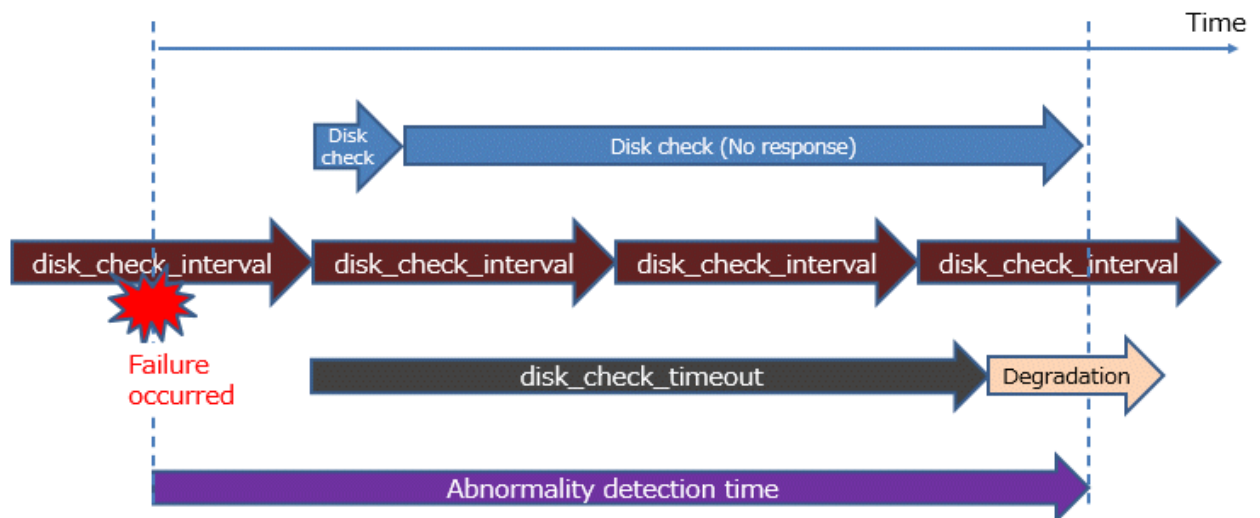 Time
Disk
check
Disk check (No response)
disk_check_interval
disk_check_interval
disk_check_interval
disk_check_interval
Failure
occurred
disk_check_timeout
Degradation
Abnormality detection time